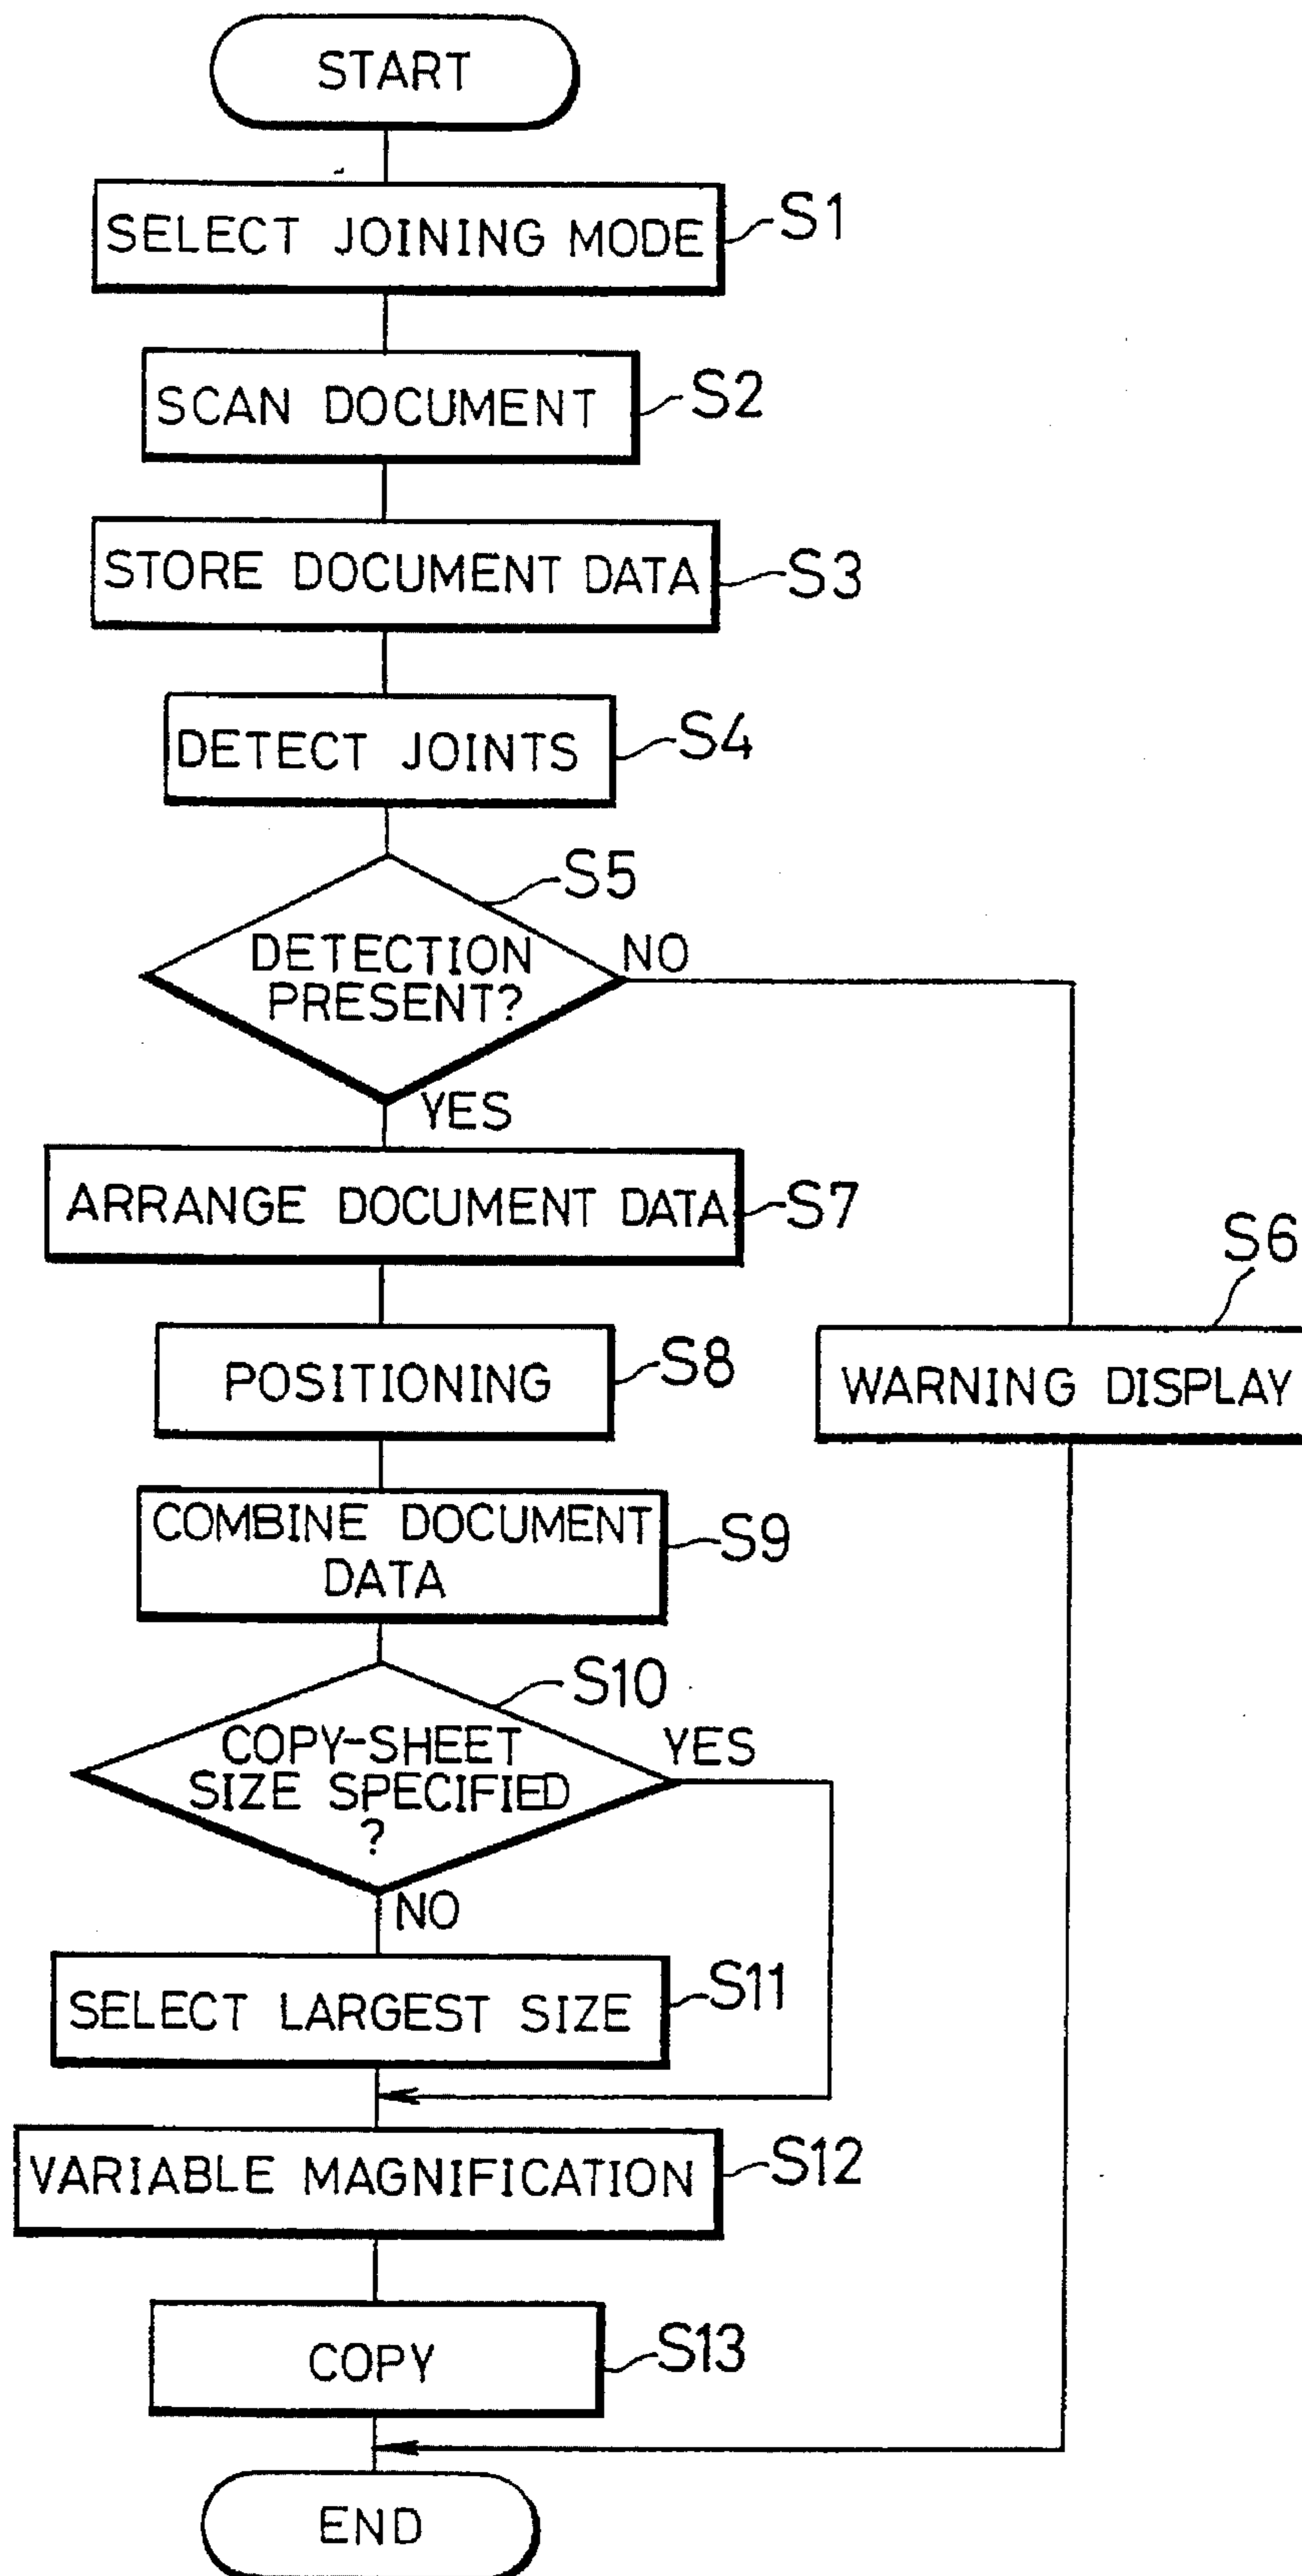 START
SELECT JOINING MODE
S1
SCAN DOCUMENT
S2
STORE DOCUMENT DATA
S3
DETECT JOINTS
S4
S5
DETECTION
PRESENT?
NO
YES
ARRANGE DOCUMENT DATA
S7
S6
POSITIONING
S8
WARNING DISPLAY
COMBINE DOCUMENT
DATA
S9
S10
COPY-SHEET
SIZE SPECIFIED
?
YES
NO
SELECT LARGEST SIZE
S11
VARIABLE MAGNIFICATION
S12
COPY
S13
END